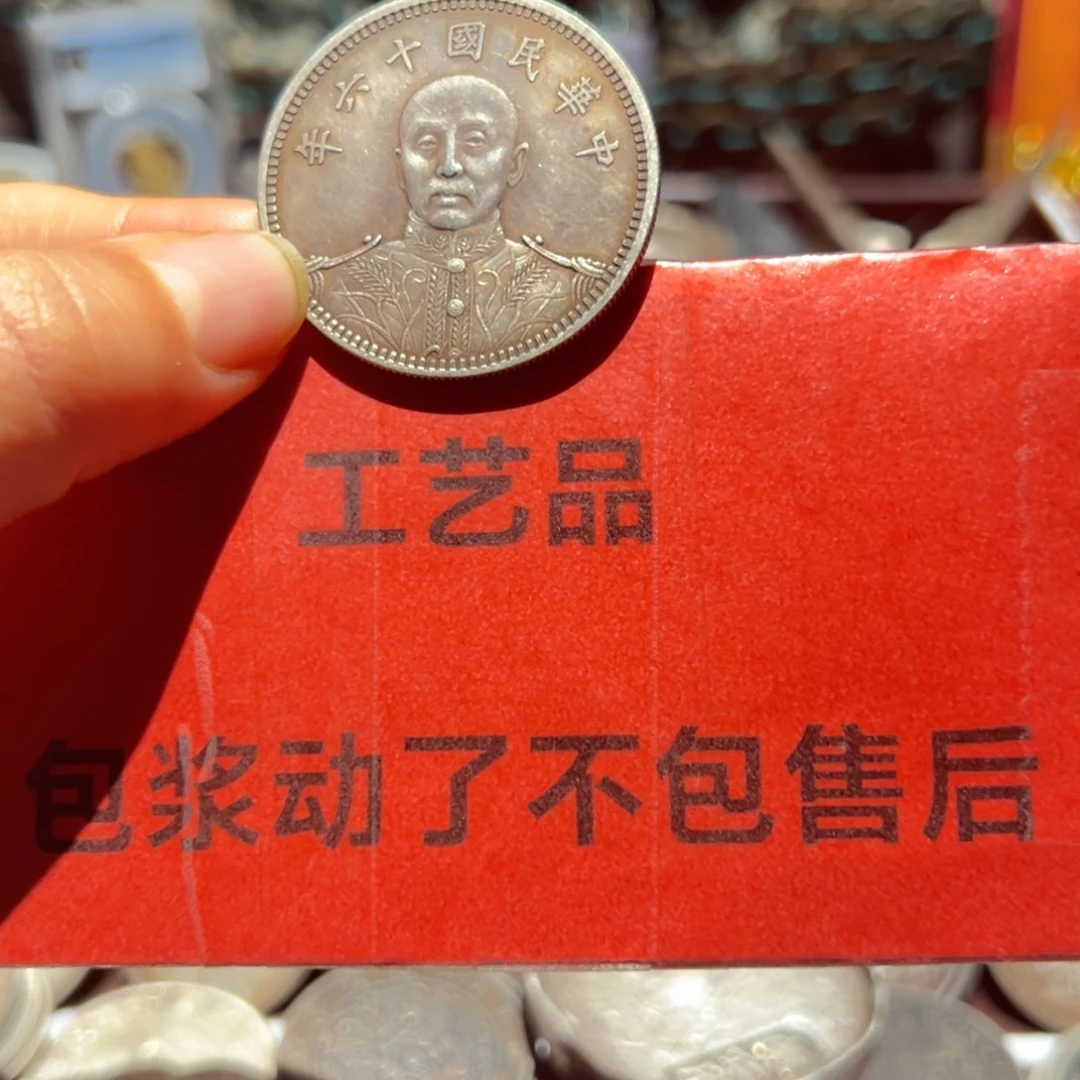 中華民國十六年
工艺品
包浆动了不包售后